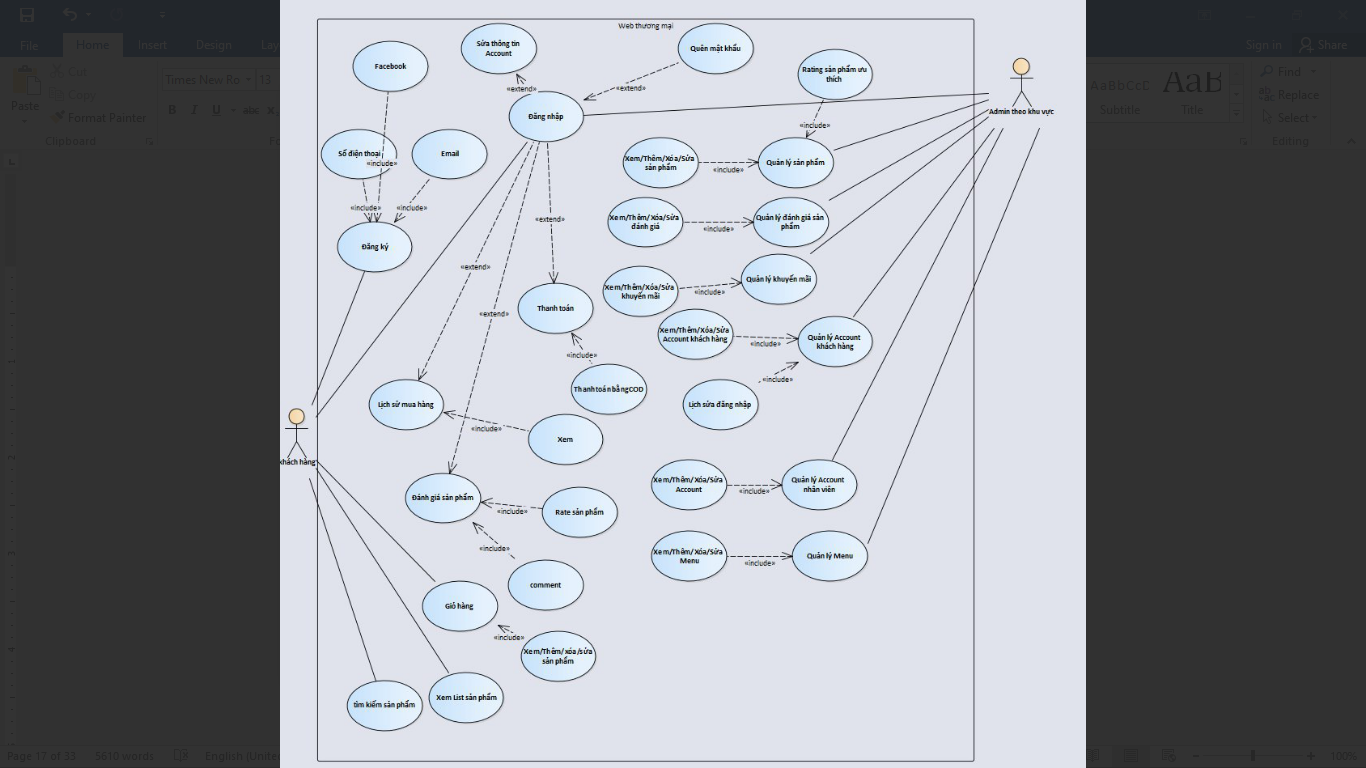 File
Home
Insert
Design
Sign in
Share
Paste
Cut
Copy
Format Painter
Clipboard
Times New Ro
13
B I U abc
Subtitle
Title
Find
Replace
Select
Editing
Web thương mại
Facebook
Sửa thông tin
Account
Quên mật khẩu
Rating sản phẩm ưu
thích
Admin theo khu vực
«extend»
«extend»
Đăng nhập
«include»
Số điện thoại
Email
«include»
Xem/Thêm/Xóa/Sửa
sản phẩm
«include»
Quản lý sản phẩm
«include»
«include»
«extend»
Xem/Thêm/Xóa/Sửa
đánh giá
«include»
Quản lý đánh giá sản
phẩm
Đăng ký
«extend»
Xem/Thêm/Xóa/Sửa
khuyến mãi
«include»
Quản lý khuyến mãi
«extend»
Thanh toán
Xem/Thêm/Xóa/Sửa
Account khách hàng
«include»
Quản lý Account
khách hàng
«include»
Thanh toán bằng COD
«include»
Lịch sửa đăng nhập
Lịch sử mua hàng
«include»
Xem
khách hàng
Đánh giá sản phẩm
«include»
Rate sản phẩm
Xem/Thêm/Xóa/Sửa
Account
«include»
Quản lý Account
nhân viên
«include»
comment
Xem/Thêm/Xóa/Sửa
Menu
«include»
Quản lý Menu
Giỏ hàng
«include»
Xem/Thêm/xóa/sửa
sản phẩm
tìm kiếm sản phẩm
Xem List sản phẩm
Page 17 of 33
5610 words
100%